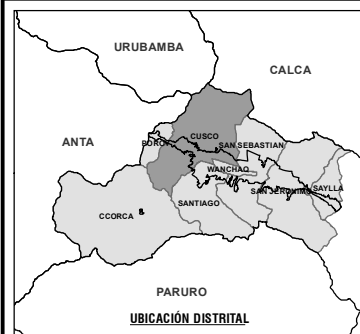 URUBAMBA
CALCA
ANTA
POROY
CUSCO
SAN SEBASTIAN
WANCHAQ
SAN JERONIMO
SAYLLA
CCORCA
SANTIAGO
PARURO
UBICACIÓN DISTRITAL